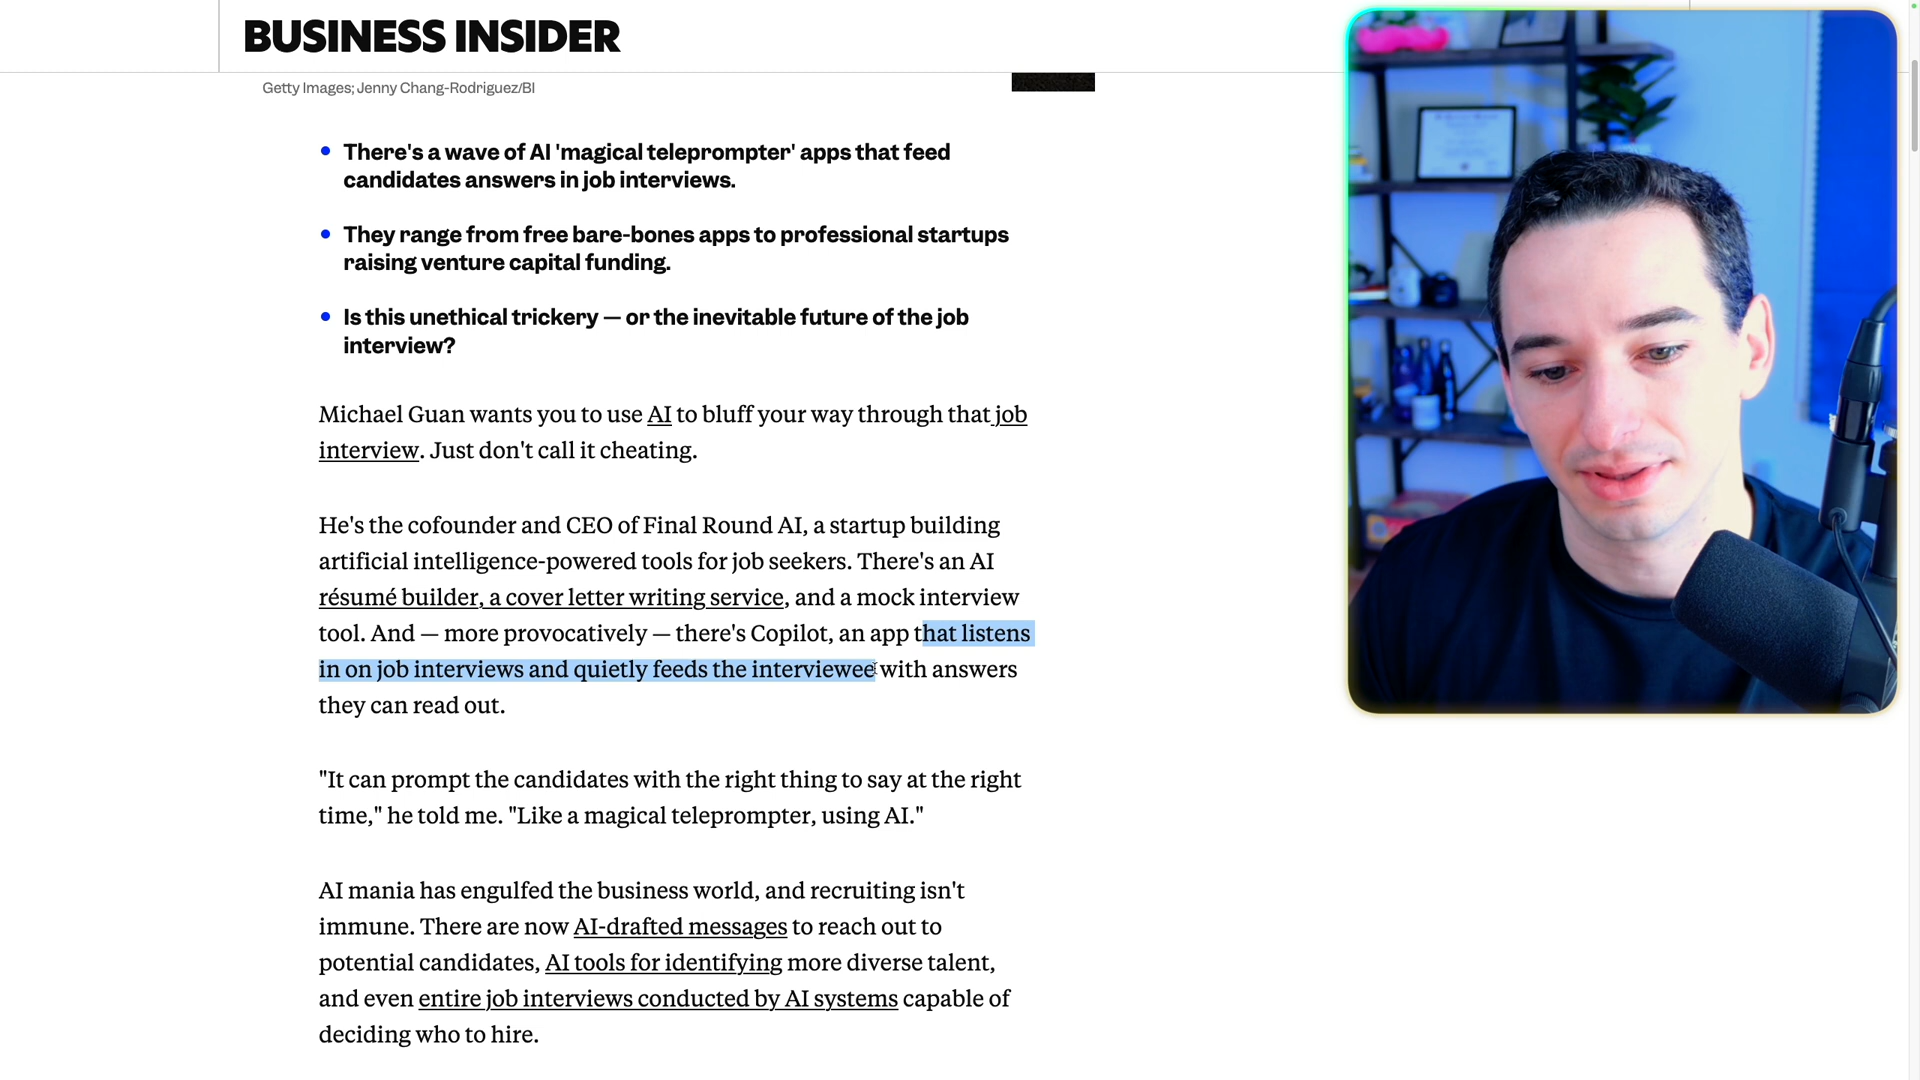 BUSINESS INSIDER
Getty Images; Jenny Chang-Rodriguez/BI
There's a wave of AI 'magical teleprompter' apps that feed
candidates answers in job interviews.
They range from free bare-bones apps to professional startups
raising venture capital funding.
Is this unethical trickery — or the inevitable future of the job
interview?
Michael Guan wants you to use AI to bluff your way through that job
interview. Just don't call it cheating.
He's the cofounder and CEO of Final Round AI, a startup building
artificial intelligence-powered tools for job seekers. There's an AI
résumé builder, a cover letter writing service, and a mock interview
tool. And — more provocatively — there's Copilot, an app that listens
in on job interviews and quietly feeds the interviewee with answers
they can read out.
"It can prompt the candidates with the right thing to say at the right
time," he told me. "Like a magical teleprompter, using AI."
AI mania has engulfed the business world, and recruiting isn't
immune. There are now AI-drafted messages to reach out to
potential candidates, AI tools for identifying more diverse talent,
and even entire job interviews conducted by AI systems capable of
deciding who to hire.